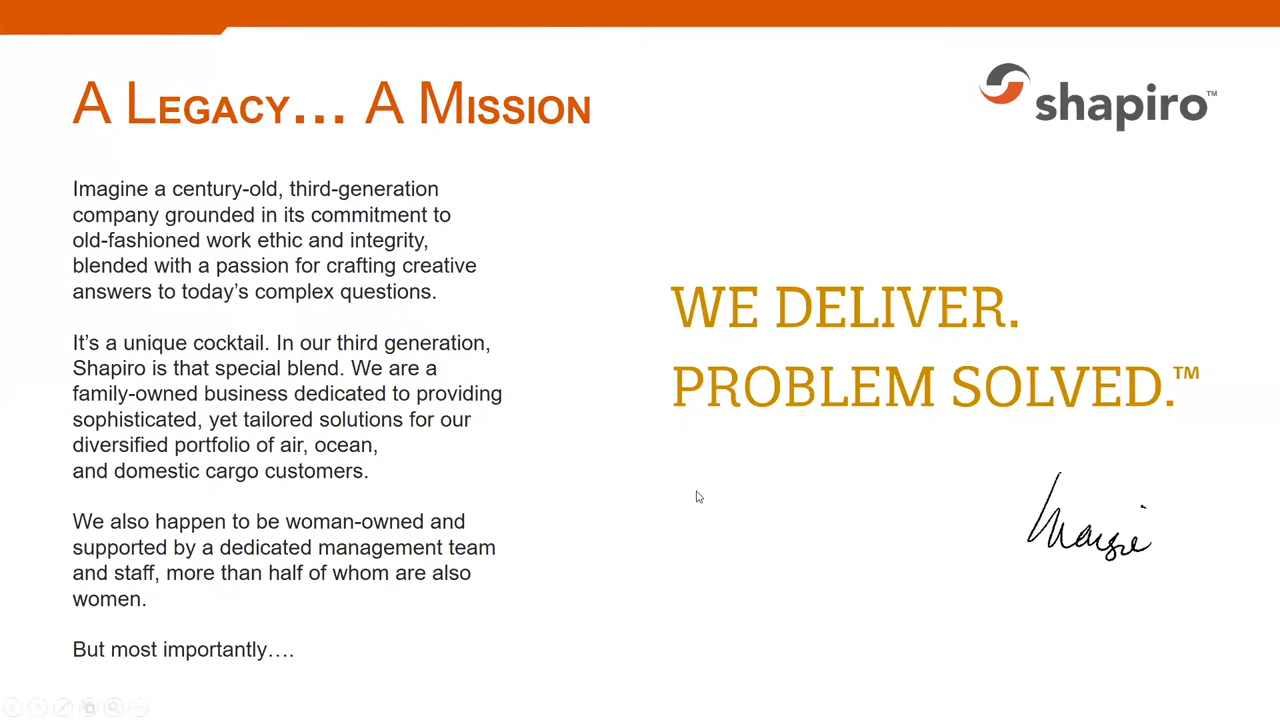 A LEGACY... A MISSION
shapiro™
Imagine a century-old, third-generation
company grounded in its commitment to
old-fashioned work ethic and integrity,
blended with a passion for crafting creative
answers to today’s complex questions.
It’s a unique cocktail. In our third generation,
Shapiro is that special blend. We are a
family-owned business dedicated to providing
sophisticated, yet tailored solutions for our
diversified portfolio of air, ocean,
and domestic cargo customers.
We also happen to be woman-owned and
supported by a dedicated management team
and staff, more than half of whom are also
women.
But most importantly….
WE DELIVER.
PROBLEM SOLVED.™
Margie